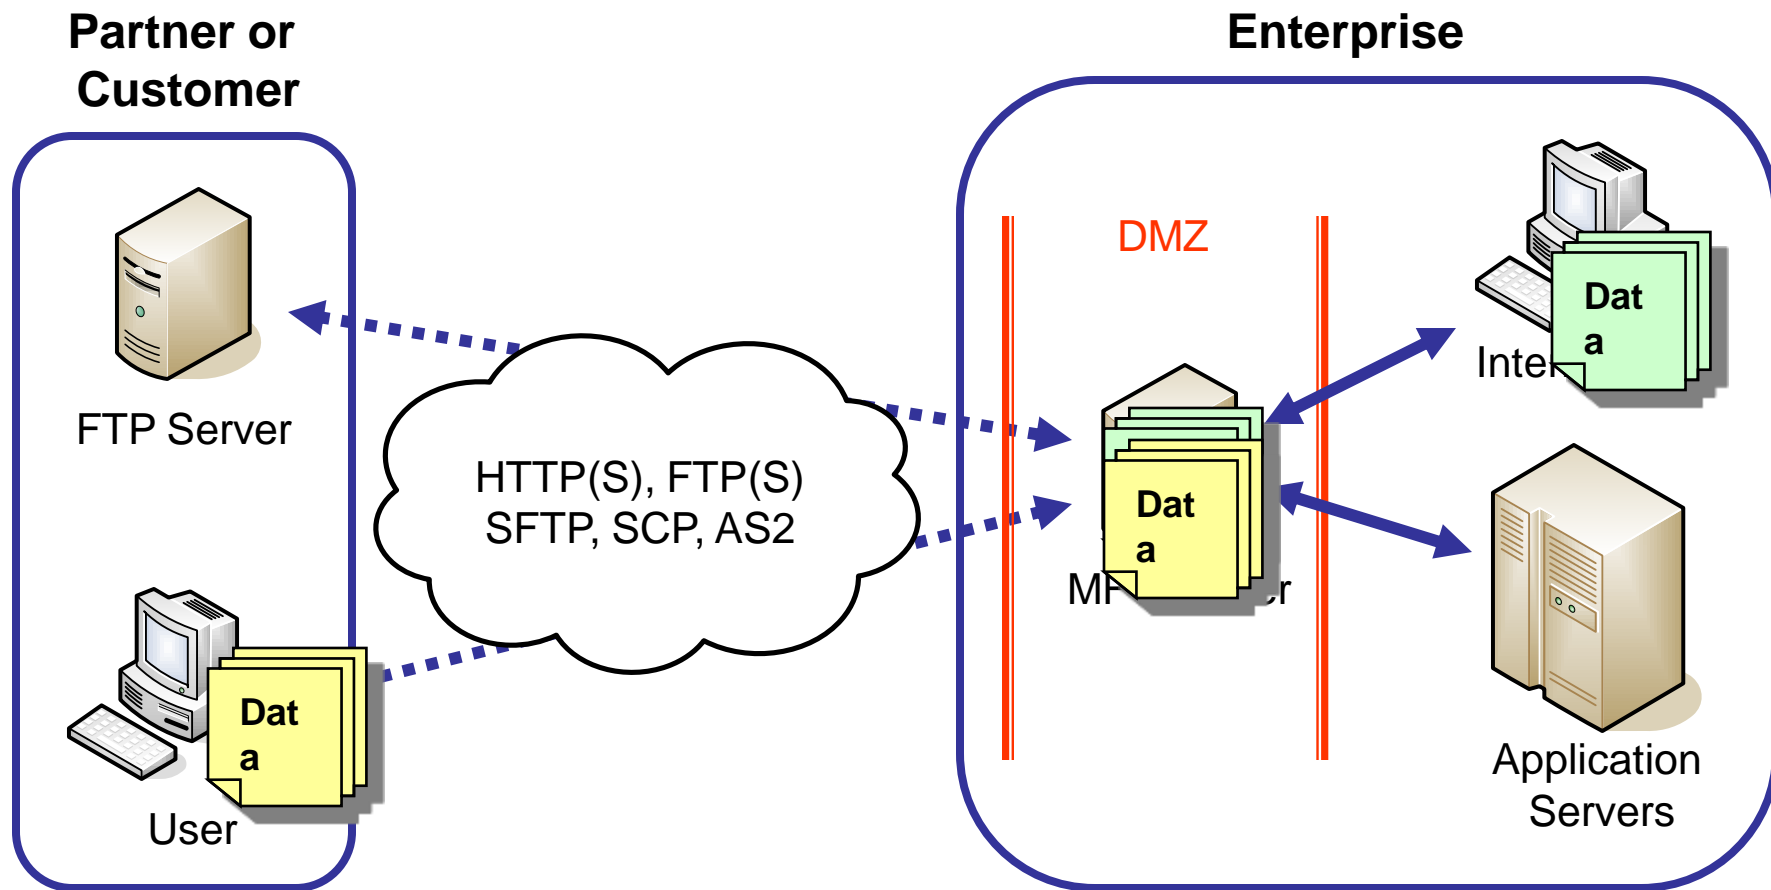 Partner or
Customer
Enterprise
DMZ
FTP Server
HTTP(S), FTP(S)
SFTP, SCP, AS2
Dat
a
Dat
a
Dat
a
User
Application
Servers